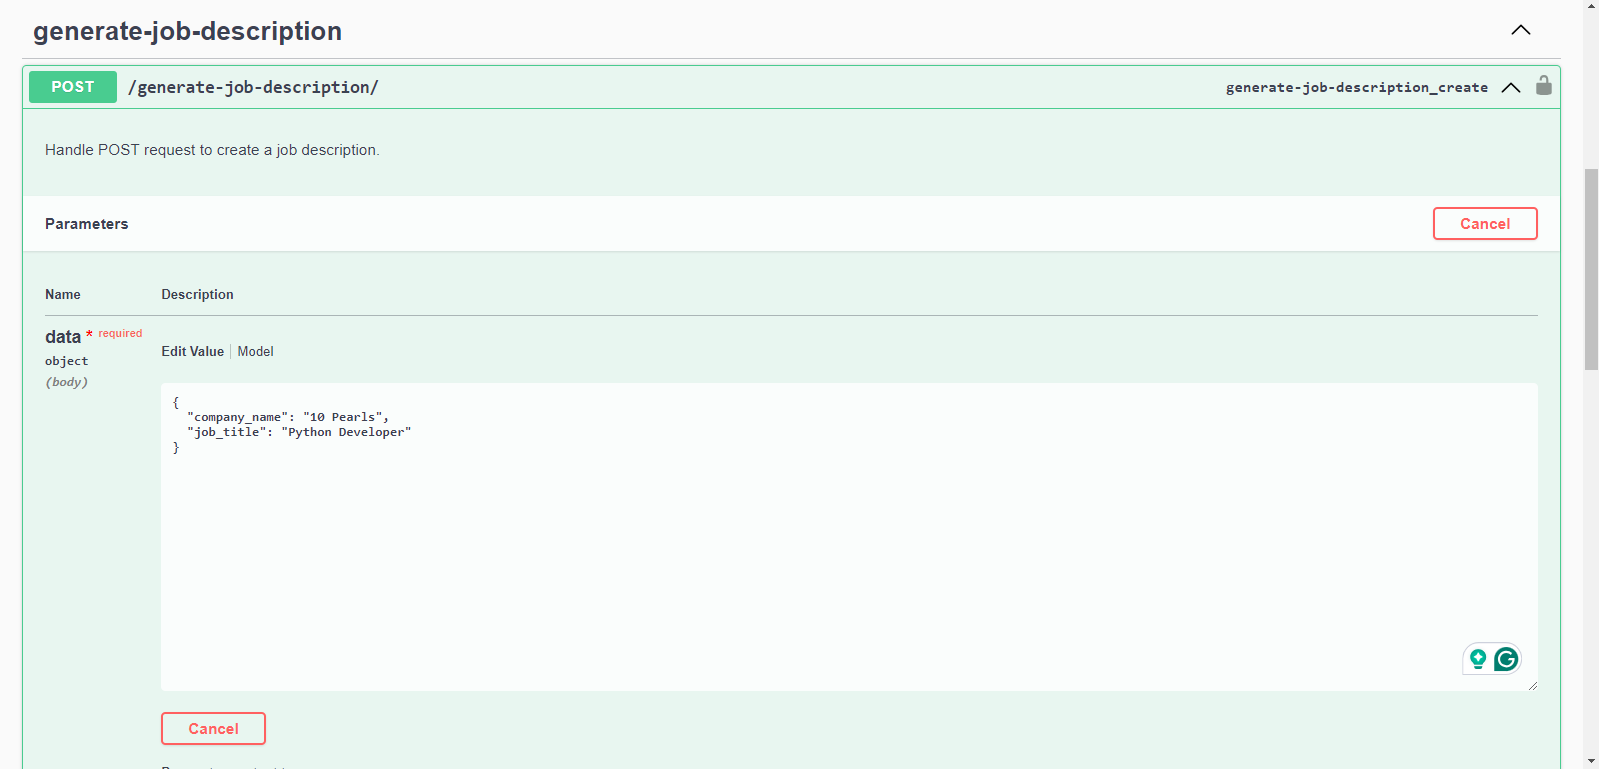 generate-job-description
POST /generate-job-description/ generate-job-description_create
Handle POST request to create a job description.
Parameters Cancel
Name Description
data * required
object
(body)
Edit Value Model
{
"company_name": "10 Pearls",
"job_title": "Python Developer"
}
Cancel